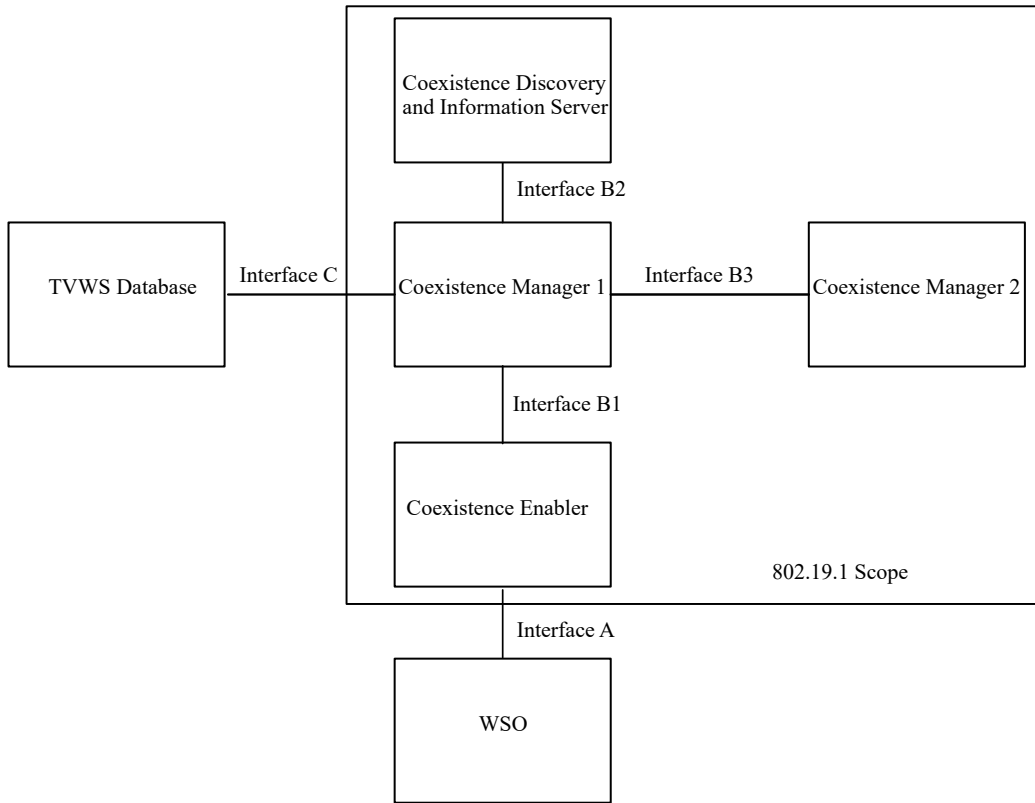 Coexistence Discovery
and Information Server
Interface B2
TVWS Database
Interface C
Coexistence Manager 1
Interface B3
Coexistence Manager 2
Interface B1
Coexistence Enabler
802.19.1 Scope
Interface A
WSO